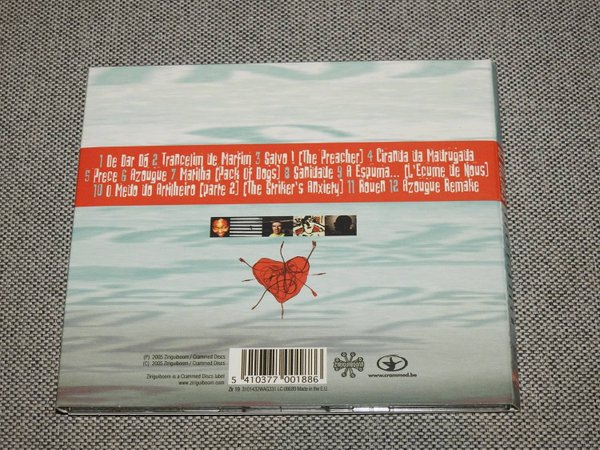 1 De Dar Dó 2 Trancelim de Marfim 3 Salvo ! (The Preacher) 4 Ciranda da Madrugada
5 Prece 6 Azougue 7 Matilha (Pack of Dogs) 8 Sanidade 9 A Espuma... (L'Ecume de Nous)
10 O Medo do Artilheiro (parte 2) (The Striker's Anxiety) 11 Rouen 12 Azougue Remake
(P) 2005 Ziriguiboom / Crammed Discs
(C) 2005 Ziriguiboom / Crammed Discs
Ziriguiboom is a Crammed Discs label
www.ziriguiboom.com
5 410377 001886
Made in the E.U.
ziriguiboom
www.crammed.be